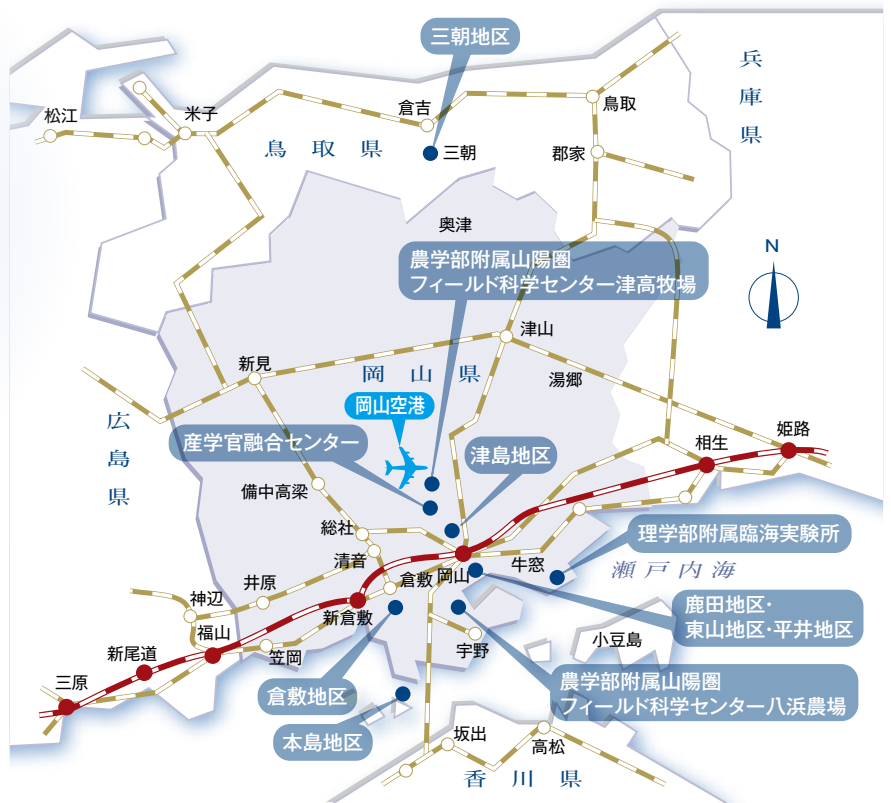 三朝地区
兵庫県
松江
米子
倉吉
鳥取
鳥取県
三朝
郡家
奥津
農学部附属山陽圏
フィールド科学センター津高牧場
N
津山
新見
岡山県
湯郷
岡山空港
広島県
産学官融合センター
津島地区
相生
姫路
備中高梁
総社
清音
理学部附属臨海実験所
牛窓
瀬戸内海
井原
倉敷
岡山
神辺
新倉敷
鹿田地区・
東山地区・平井地区
福山
新尾道
笠岡
宇野
小豆島
三原
倉敷地区
農学部附属山陽圏
フィールド科学センター八浜農場
本島地区
坂出
高松
香川県